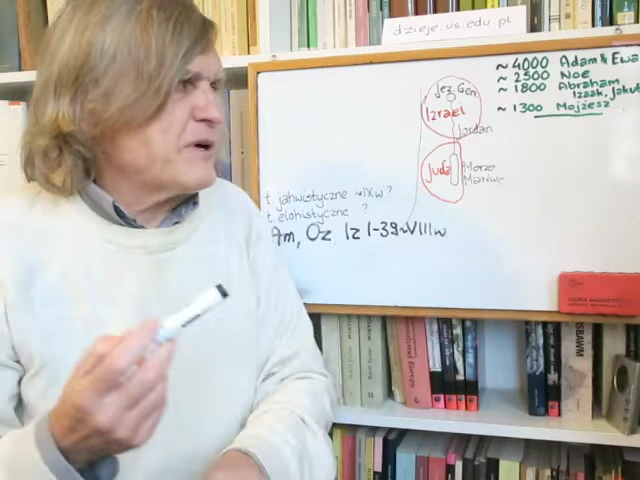 dzieje.us.edu.pl
~ 4000 Adam & Ewa
~ 2500 Noe
~ 1800 Abraham
Izaak, Jakub
~ 1300 Mojżesz
Jez Gen
Izrael
Jordan
Juda
Morze
Martwe
t. jahwistyczne ~IX w ?
t. elohistyczne ?
Am, Oz, Iz 1-39 ~VIII w